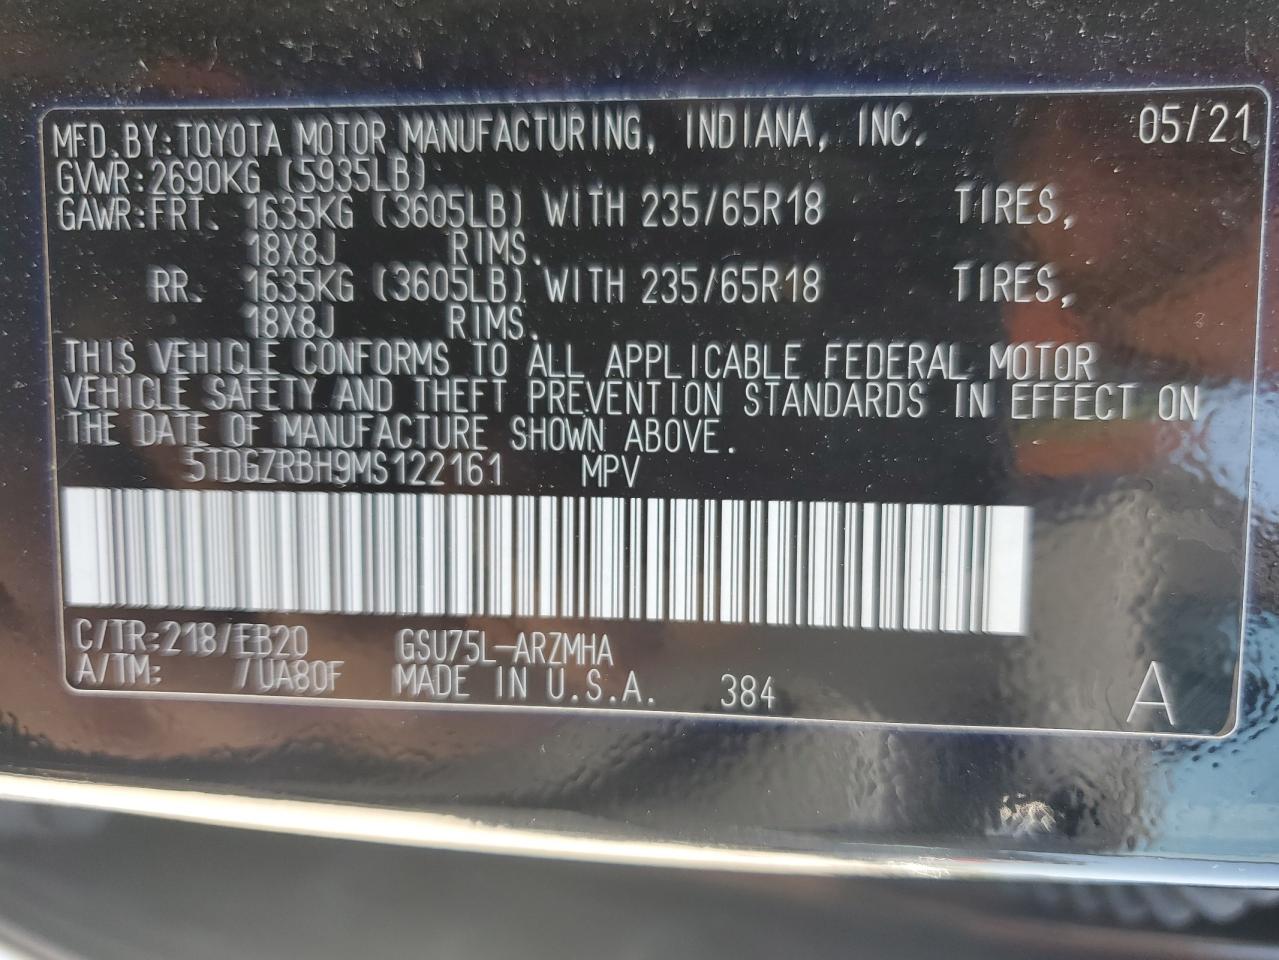 MFD.BY:TOYOTA MOTOR MANUFACTURING, INDIANA, INC. 05/21
GVWR:2690KG (5935LB)
GAWR:FRT. 1635KG (3605LB) WITH 235/65R18 TIRES,
18X8J RIMS.
RR. 1635KG (3605LB) WITH 235/65R18 TIRES,
18X8J RIMS.
THIS VEHICLE CONFORMS TO ALL APPLICABLE FEDERAL MOTOR
VEHICLE SAFETY AND THEFT PREVENTION STANDARDS IN EFFECT ON
THE DATE OF MANUFACTURE SHOWN ABOVE.
5TDGZRBH9MS122161 MPV
C/TR:218/EB20 GSU75L-ARZMHA
A/TM: /UA80F MADE IN U.S.A. 384 A